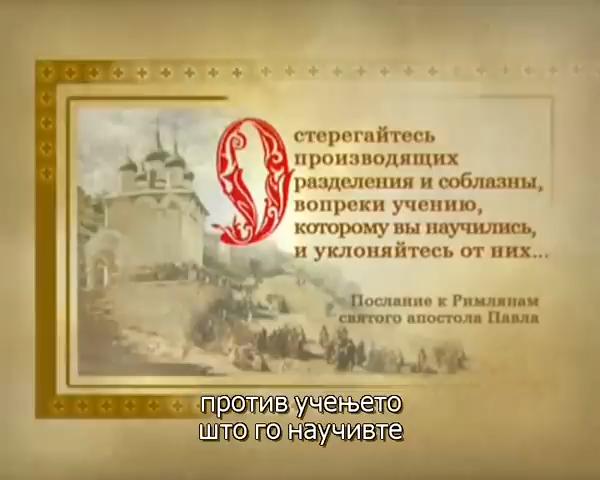 Остерегайтесь
производящих
разделения и соблазны,
вопреки учению,
которому вы научились,
и уклоняйтесь от них...
Послание к Римлянам
святого апостола Павла
против учењето
што го научивте